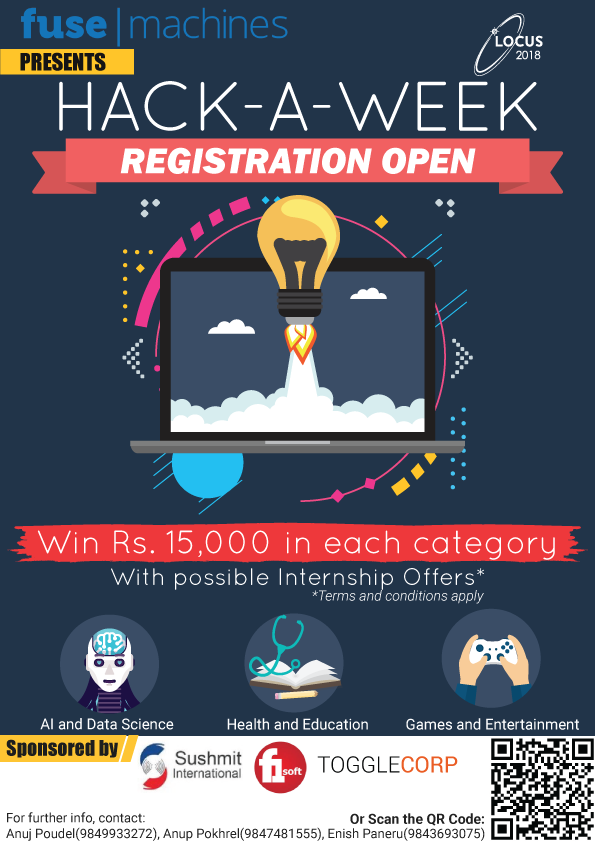 fuse|machines
LOCUS
2018
PRESENTS
HACK-A-WEEK
REGISTRATION OPEN
Win Rs. 15,000 in each category
With possible Internship Offers*
*Terms and conditions apply
AI and Data Science
Health and Education
Games and Entertainment
Sponsored by
Sushmit
International
f1soft
TOGGLECORP
For further info, contact:
Or Scan the QR Code:
Anuj Poudel(9849933272), Anup Pokhrel(9847481555), Enish Paneru(9843693075)